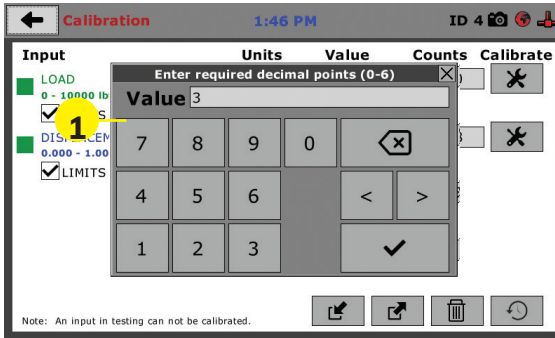 Calibration 1:46 PM ID 4
Input Units Value Counts Calibrate
Enter required decimal points (0-6)
LOAD
0 - 10000 lb
Value 3
1
7 8 9 0
0.000 - 1.00
LIMITS
4 5 6 < >
1 2 3
Note: An input in testing can not be calibrated.